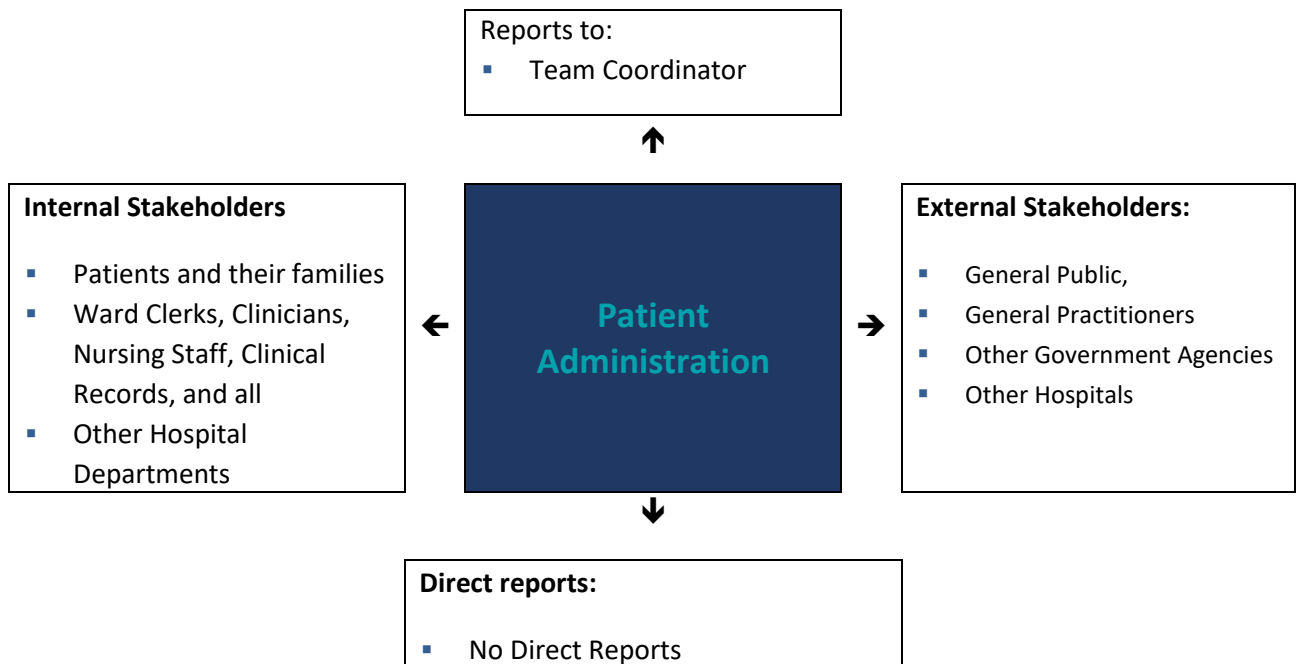 Reports to:
▪ Team Coordinator
🡩
Internal Stakeholders
▪ Patients and their families
▪ Ward Clerks, Clinicians,
Nursing Staff, Clinical
Records, and all
▪ Other Hospital
Departments
🡨
Patient
Administration
🡪
External Stakeholders:
▪ General Public,
▪ General Practitioners
▪ Other Government Agencies
▪ Other Hospitals
🡫
Direct reports:
▪ No Direct Reports